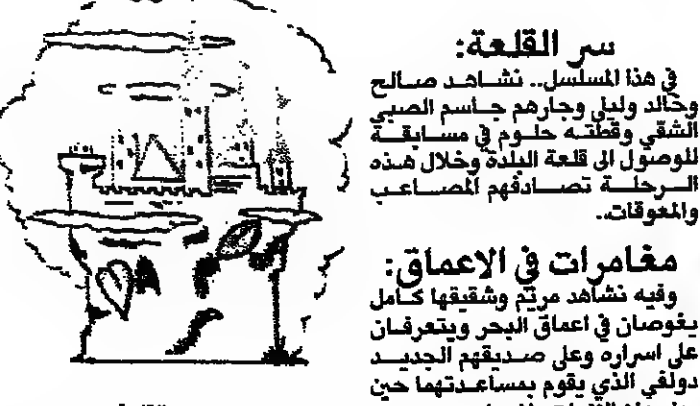 سر القلعة:
في هذا المسلسل.. نشاهد صالح
وخالد وليلى وجارهم جاسم الصبي
الشقي وقطته حلوم في مسابقة
للوصول الى قلعة البلدة وخلال هذه
الرحلة تصادفهم المصاعب
والمعوقات..
مغامرات في الاعماق:
وفيه نشاهد مريم وشقيقها كامل
يغوصان في اعماق البحر ويتعرفان
على اسراره وعلى صديقهم الجديد
دولفي الذي يقوم بمساعدتهما حين